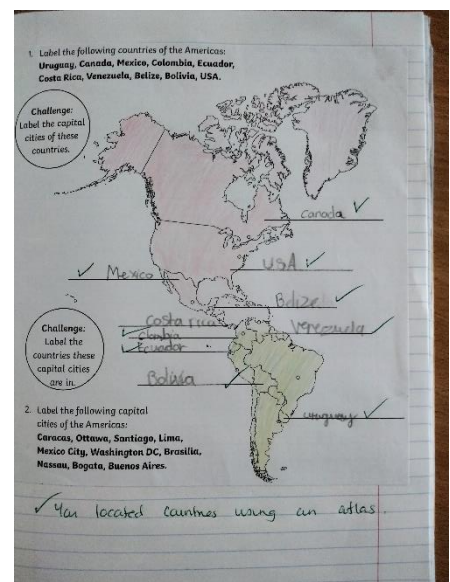 1. Label the following countries of the Americas:
Uruguay, Canada, Mexico, Colombia, Ecuador,
Costa Rica, Venezuela, Belize, Bolivia, USA.
Challenge:
Label the capital
cities of these
countries.
Canada
USA
Mexico
Belize
Costa rica
Venezuela
Ecuador
Challenge:
Label the
countries these
capital cities
are in.
Bolivia
Uruguay
2. Label the following capital
cities of the Americas:
Caracas, Ottawa, Santiago, Lima,
Mexico City, Washington DC, Brasilia,
Nassau, Bogata, Buenos Aires.
You located countries using an atlas.